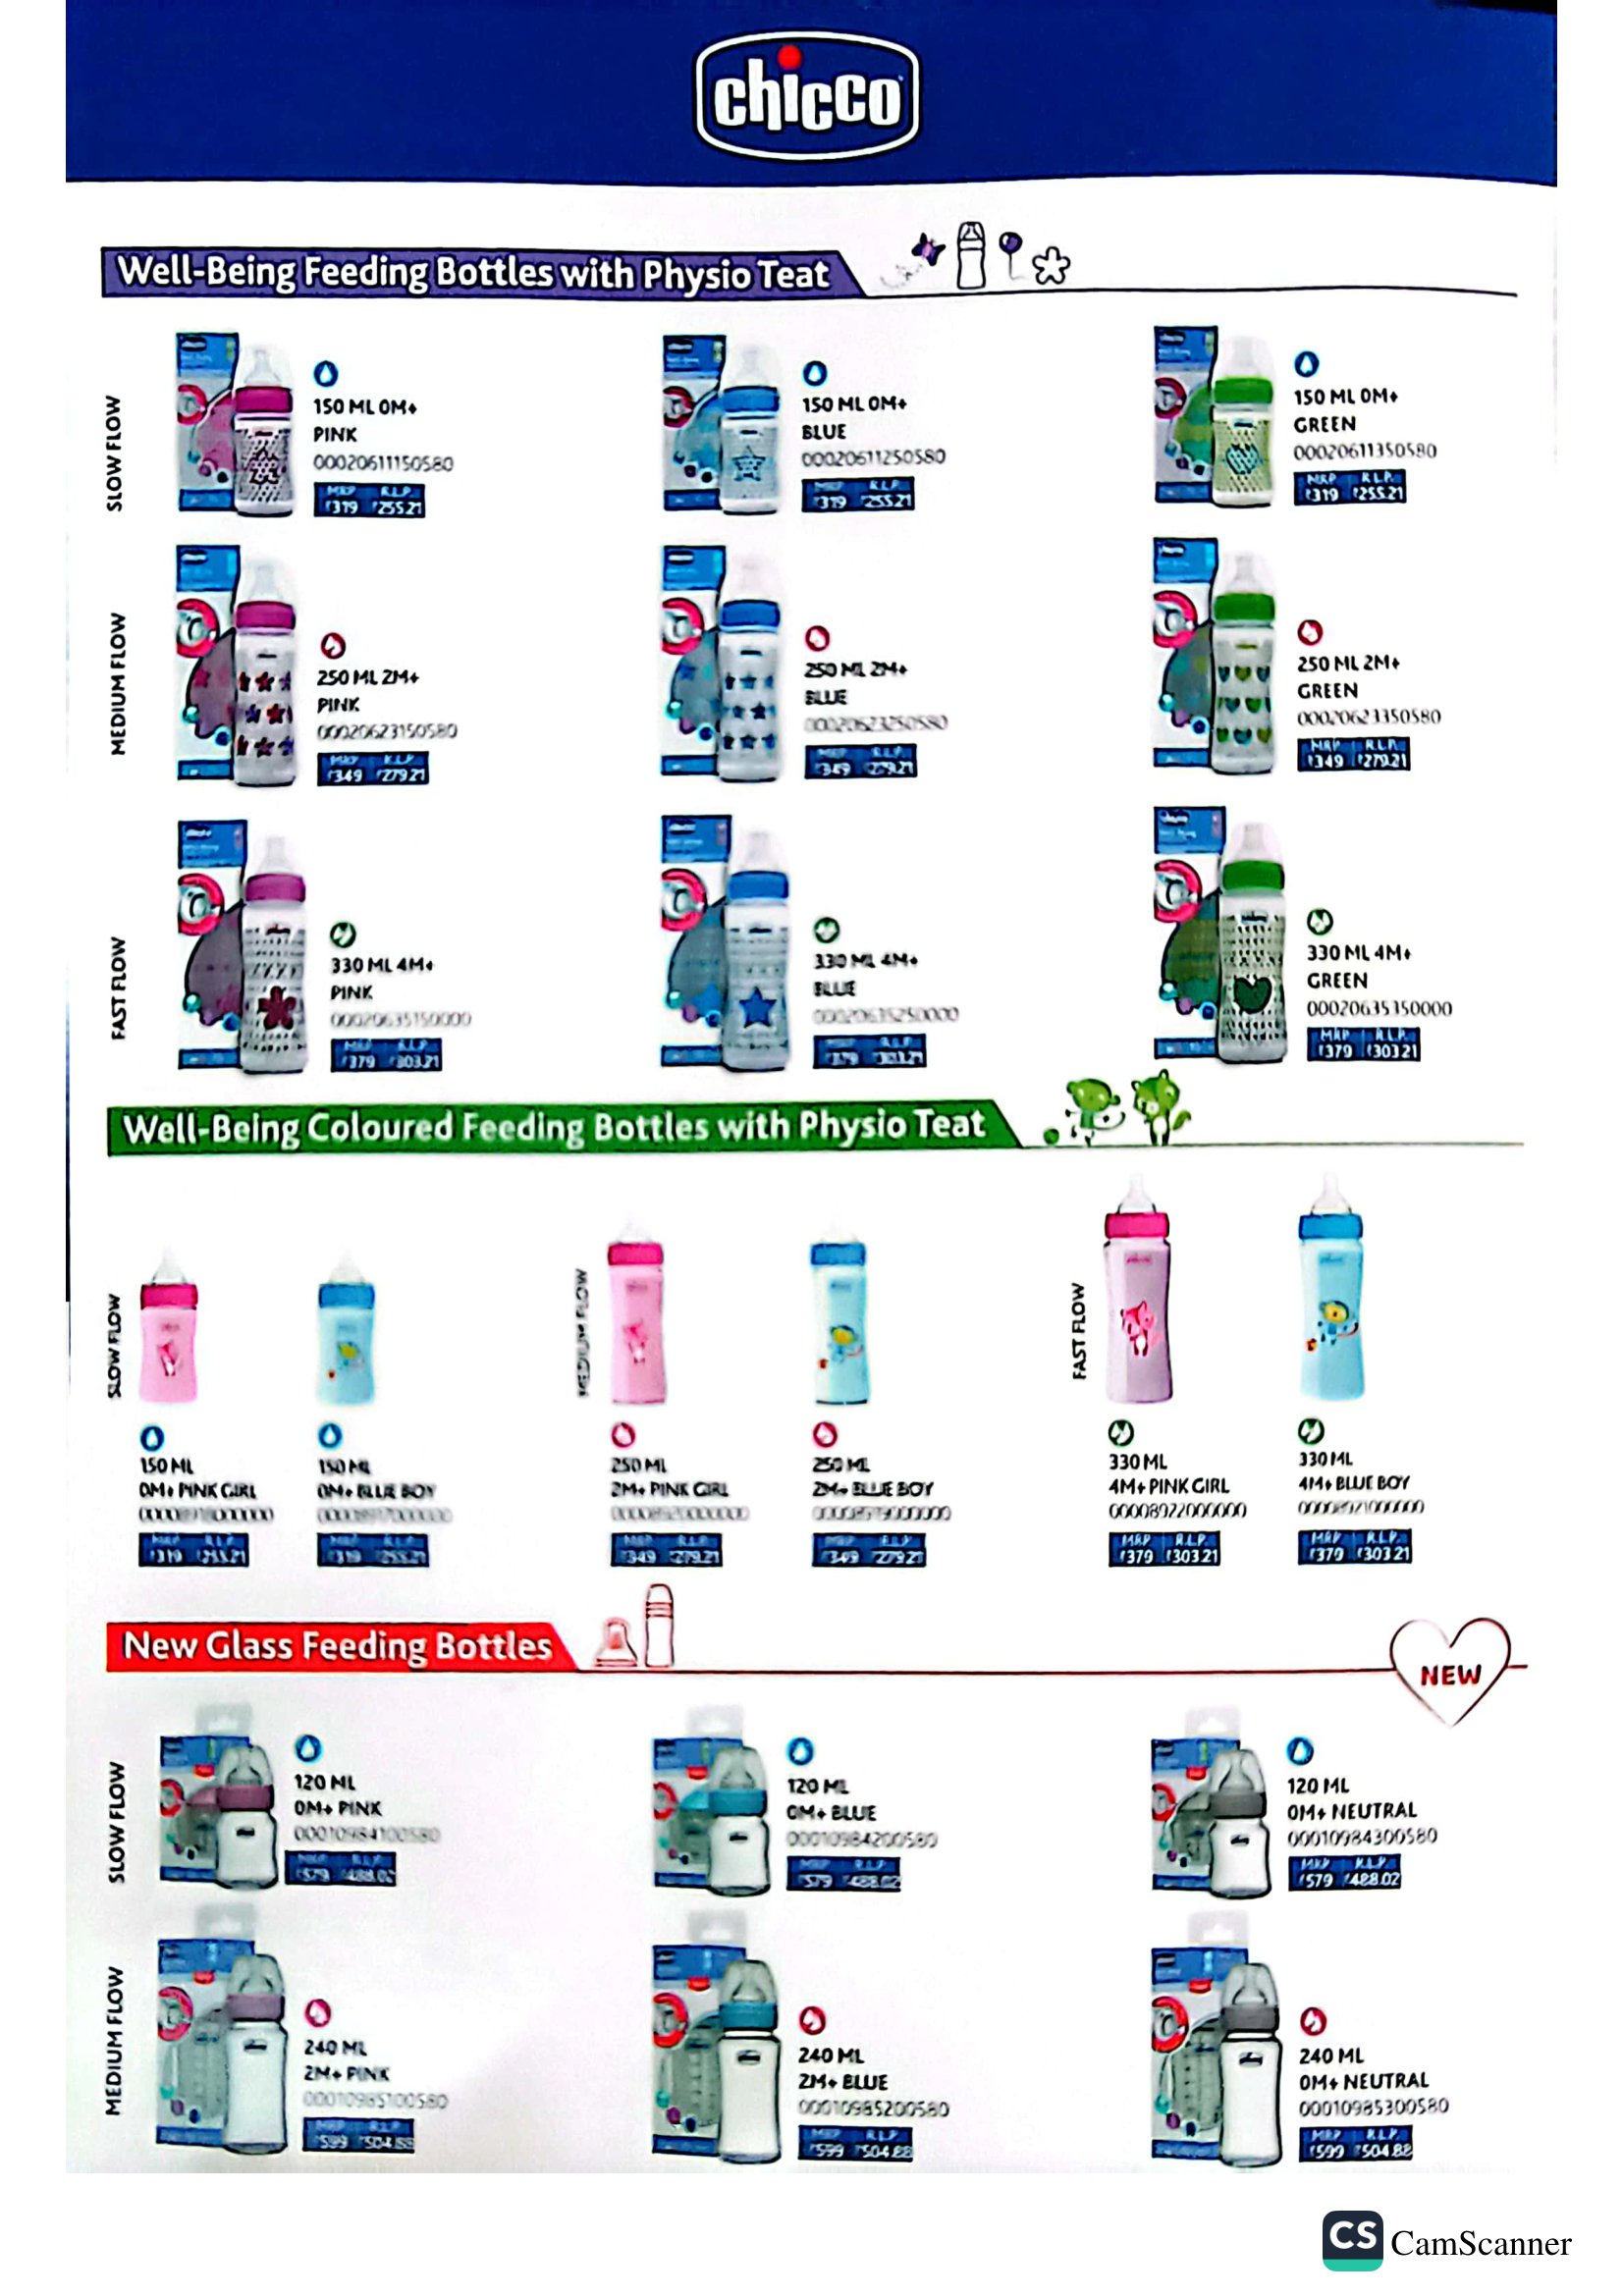 chicco
Well-Being Feeding Bottles with Physio Teat
SLOW FLOW
150 ML 0M+
PINK
00020611150580
MRP R.L.P.
₹319 ₹255.21
150 ML 0M+
BLUE
00020611250580
MRP R.L.P.
₹319 ₹255.21
150 ML 0M+
GREEN
00020611350580
MRP R.L.P.
₹319 ₹255.21
MEDIUM FLOW
250 ML 2M+
PINK
00020623150580
MRP R.L.P.
₹349 ₹279.21
250 ML 2M+
BLUE
00020623250580
MRP R.L.P.
₹349 ₹279.21
250 ML 2M+
GREEN
00020623350580
MRP R.L.P.
₹349 ₹279.21
FAST FLOW
330 ML 4M+
PINK
00020635150000
MRP R.L.P.
₹379 ₹303.21
330 ML 4M+
BLUE
00020635250000
MRP R.L.P.
₹379 ₹303.21
330 ML 4M+
GREEN
00020635350000
MRP R.L.P.
₹379 ₹303.21
Well-Being Coloured Feeding Bottles with Physio Teat
SLOW FLOW
150 ML
0M+ PINK GIRL
MRP R.L.P.
₹319 ₹255.21
150 ML
0M+ BLUE BOY
MRP R.L.P.
₹319 ₹255.21
MEDIUM FLOW
250 ML
2M+ PINK GIRL
MRP R.L.P.
₹349 ₹279.21
250 ML
2M+ BLUE BOY
MRP R.L.P.
₹349 ₹279.21
FAST FLOW
330 ML
4M+ PINK GIRL
00008922000000
MRP R.L.P.
₹379 ₹303.21
330 ML
4M+ BLUE BOY
00008921000000
MRP R.L.P.
₹379 ₹303.21
New Glass Feeding Bottles
NEW
SLOW FLOW
120 ML
0M+ PINK
00010984100580
MRP R.L.P.
₹579 ₹488.02
120 ML
0M+ BLUE
00010984200580
MRP R.L.P.
₹579 ₹488.02
120 ML
0M+ NEUTRAL
00010984300580
MRP R.L.P.
₹579 ₹488.02
MEDIUM FLOW
240 ML
2M+ PINK
00010985100580
MRP R.L.P.
₹599 ₹504.88
240 ML
2M+ BLUE
00010985200580
MRP R.L.P.
₹599 ₹504.88
240 ML
0M+ NEUTRAL
00010985300580
MRP R.L.P.
₹599 ₹504.88
CS CamScanner